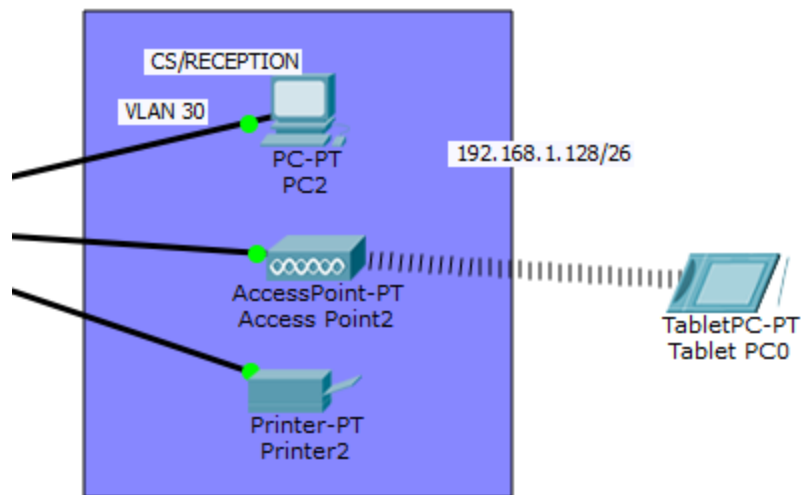 CS/RECEPTION
VLAN 30
PC-PT
PC2
192.168.1.128/26
AccessPoint-PT
Access Point2
TabletPC-PT
Tablet PC0
Printer-PT
Printer2